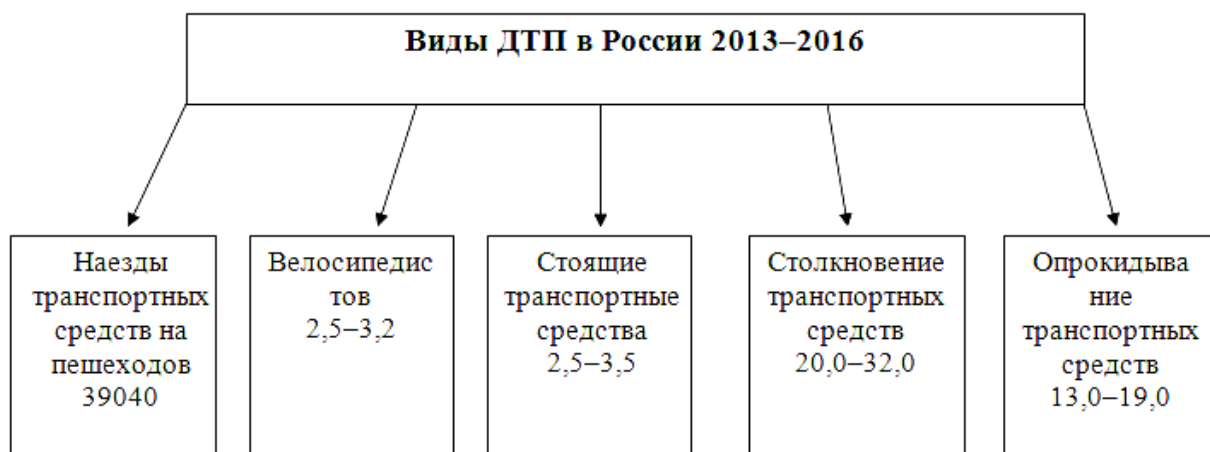 Виды ДТП в России 2013–2016
Наезды
транспортных
средств на
пешеходов
39040
Велосипедис
тов
2,5–3,2
Стоящие
транспортные
средства
2,5–3,5
Столкновение
транспортных
средств
20,0–32,0
Опрокидыва
ние
транспортных
средств
13,0–19,0